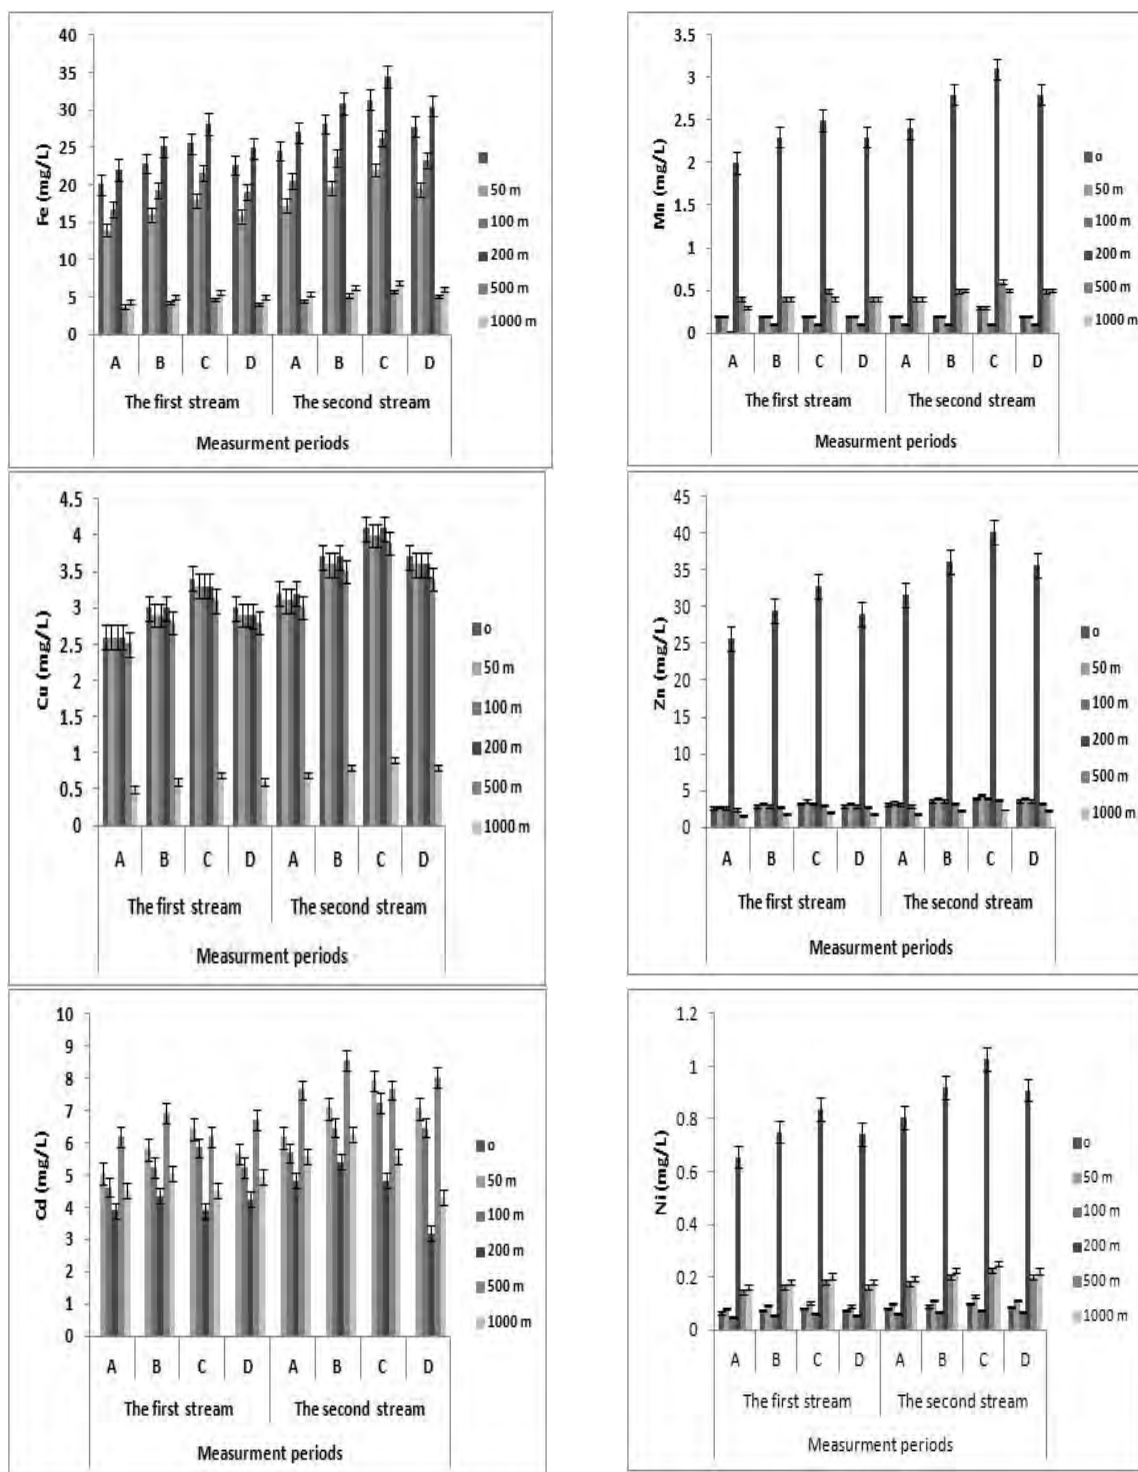 40
35
30
25
20
15
10
5
0
Fe (mg/L)
50 m
100 m
200 m
500 m
1000 m
A B C D A B C D
The first stream The second stream
Measurment periods
3.5
3
2.5
2
1.5
1
0.5
0
Mn (mg/L)
o
50 m
100 m
200 m
500 m
1000 m
A B C D A B C D
The first stream The second stream
Measurment periods
4.5
4
3.5
3
2.5
2
1.5
1
0.5
0
Cu (mg/L)
o
50 m
100 m
200 m
500 m
1000 m
A B C D A B C D
The first stream The second stream
Measurment periods
45
40
35
30
25
20
15
10
5
0
Zn (mg/L)
o
50 m
100 m
200 m
500 m
1000 m
A B C D A B C D
The first stream The second stream
Measurment periods
10
9
8
7
6
5
4
3
2
1
0
Cd (mg/L)
o
50 m
100 m
200 m
500 m
1000 m
A B C D A B C D
The first stream The second stream
Measurment periods
1.2
1
0.8
0.6
0.4
0.2
0
Ni (mg/L)
o
50 m
100 m
200 m
500 m
1000 m
A B C D A B C D
The first stream The second stream
Measurment periods